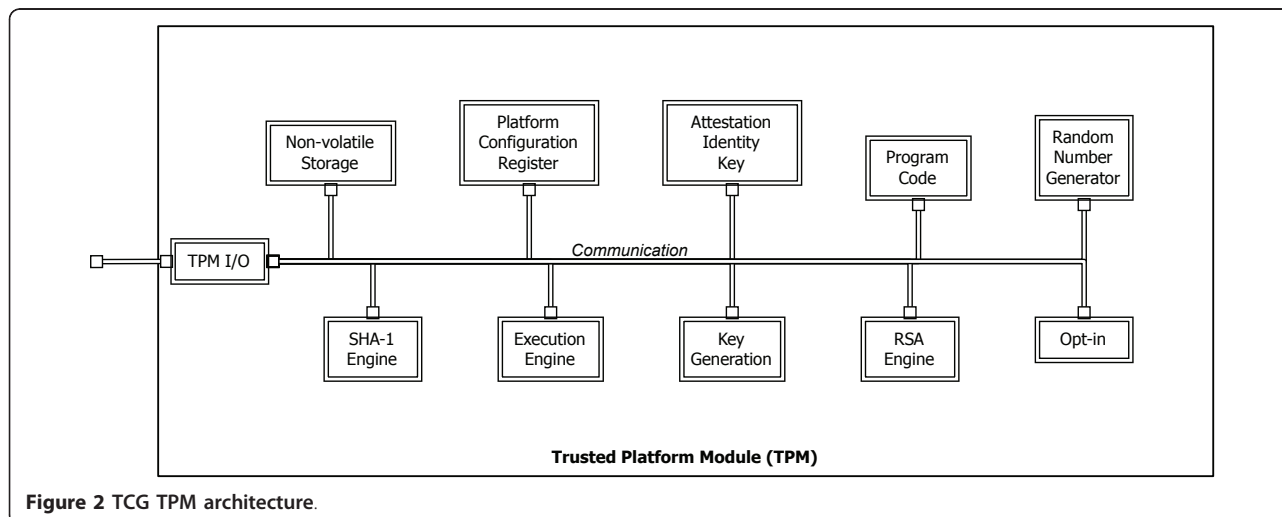 Non-volatile
Storage
Platform
Configuration
Register
Attestation
Identity
Key
Program
Code
Random
Number
Generator
TPM I/O
Communication
SHA-1
Engine
Execution
Engine
Key
Generation
RSA
Engine
Opt-in
Trusted Platform Module (TPM)
Figure 2 TCG TPM architecture.